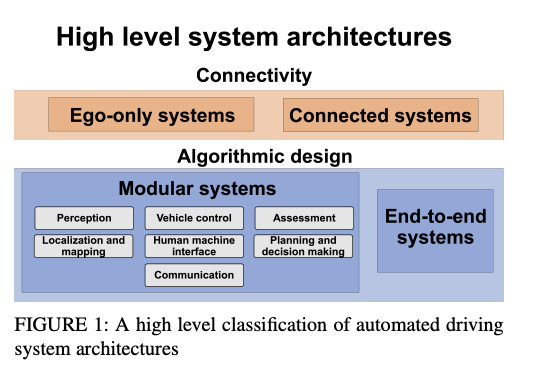 High level system architectures
Connectivity
Ego-only systems
Connected systems
Algorithmic design
Modular systems
Perception
Vehicle control
Assessment
Localization and
mapping
Human machine
interface
Planning and
decision making
Communication
End-to-end
systems
FIGURE 1: A high level classification of automated driving
system architectures